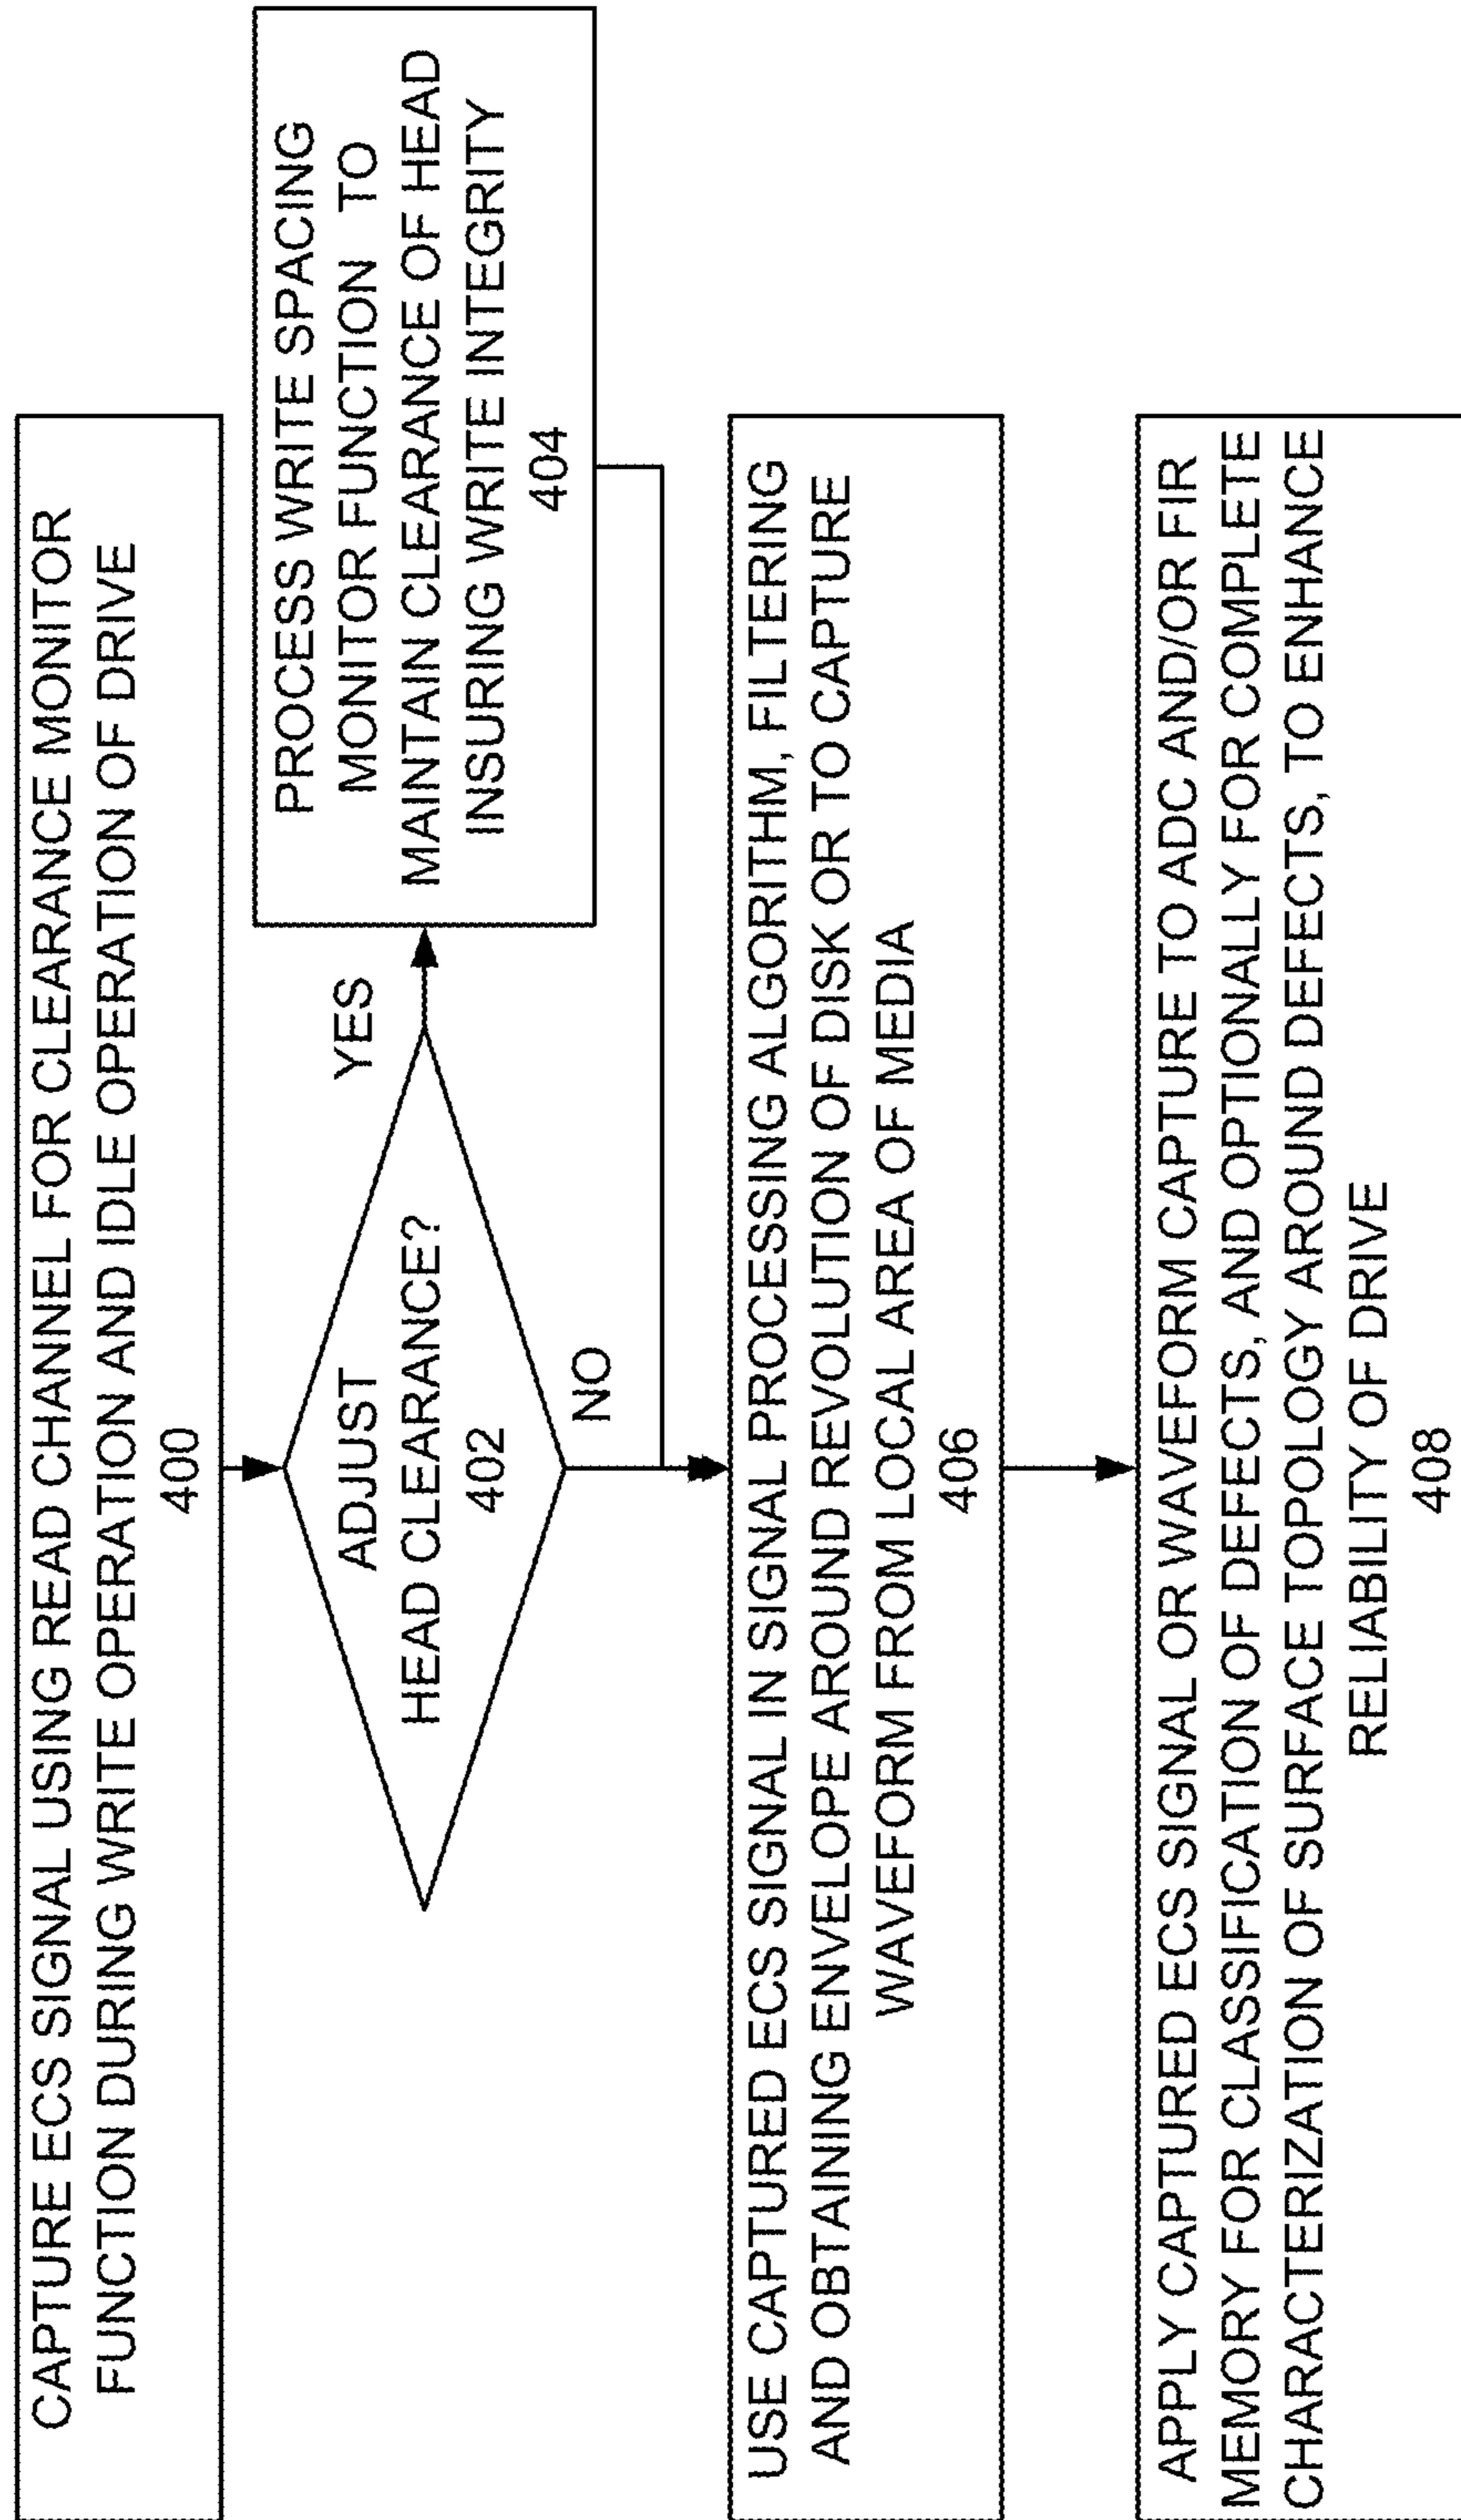 CAPTURE ECS SIGNAL USING READ CHANNEL FOR CLEARANCE MONITOR
FUNCTION DURING WRITE OPERATION AND IDLE OPERATION OF DRIVE
400
ADJUST
HEAD CLEARANCE?
402
YES
PROCESS WRITE SPACING
MONITOR FUNCTION TO
MAINTAIN CLEARANCE OF HEAD
INSURING WRITE INTEGRITY
404
NO
USE CAPTURED ECS SIGNAL IN SIGNAL PROCESSING ALGORITHM, FILTERING
AND OBTAINING ENVELOPE AROUND REVOLUTION OF DISK OR TO CAPTURE
WAVEFORM FROM LOCAL AREA OF MEDIA
406
APPLY CAPTURED ECS SIGNAL OR WAVEFORM CAPTURE TO ADC AND/OR FIR
MEMORY FOR CLASSIFICATION OF DEFECTS, AND OPTIONALLY FOR COMPLETE
CHARACTERIZATION OF SURFACE TOPOLOGY AROUND DEFECTS, TO ENHANCE
RELIABILITY OF DRIVE
408